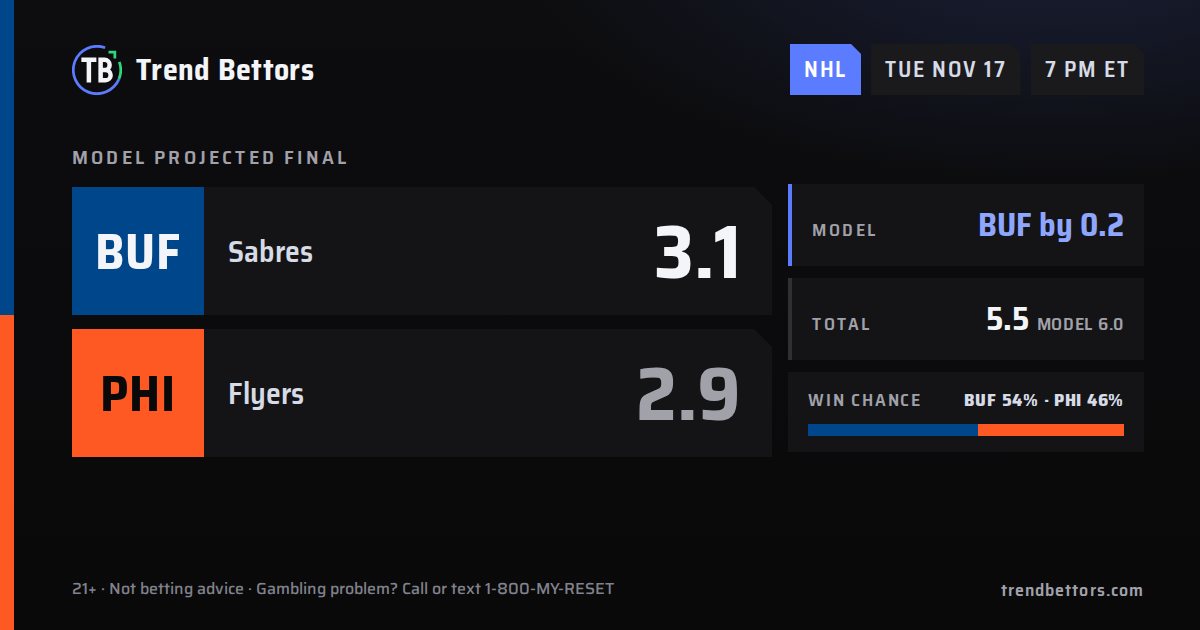 TB Trend Bettors
NHL TUE NOV 17 7 PM ET
MODEL PROJECTED FINAL
BUF Sabres 3.1
PHI Flyers 2.9
MODEL BUF by 0.2
TOTAL 5.5 MODEL 6.0
WIN CHANCE BUF 54% · PHI 46%
21+ · Not betting advice · Gambling problem? Call or text 1-800-MY-RESET
trendbettors.com